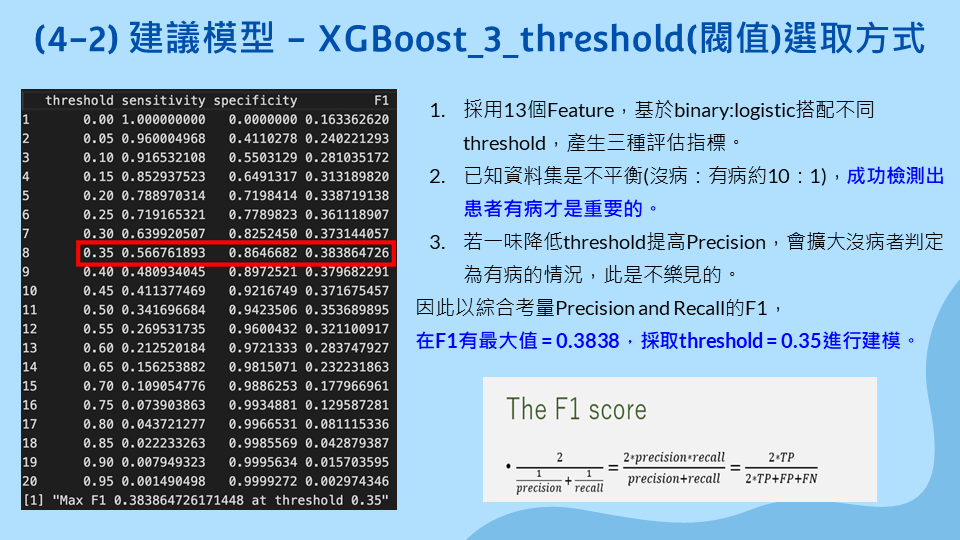 (4-2) 建議模型 - XGBoost_3_threshold(閥值)選取方式
threshold sensitivity specificity F1
1 0.00 1.000000000 0.0000000 0.163362620
2 0.05 0.960004968 0.4110278 0.240221293
3 0.10 0.916532108 0.5503129 0.281035172
4 0.15 0.852937523 0.6491317 0.313189820
5 0.20 0.788970314 0.7198414 0.338719138
6 0.25 0.719165321 0.7789823 0.361118907
7 0.30 0.639920507 0.8252450 0.373144057
8 0.35 0.566761893 0.8646682 0.383864726
9 0.40 0.480934045 0.8972521 0.379682291
10 0.45 0.411377469 0.9216749 0.371675457
11 0.50 0.341696684 0.9423506 0.353689895
12 0.55 0.269531735 0.9600432 0.321100917
13 0.60 0.212520184 0.9721333 0.283747927
14 0.65 0.156253882 0.9815071 0.232231863
15 0.70 0.109054776 0.9886253 0.177966961
16 0.75 0.073903863 0.9934881 0.129587281
17 0.80 0.043721277 0.9966531 0.081115336
18 0.85 0.022233263 0.9985569 0.042879387
19 0.90 0.007949323 0.9995634 0.015703595
20 0.95 0.001490498 0.9999272 0.002974346
[1] "Max F1 0.383864726171448 at threshold 0.35"
1. 採用13個Feature，基於binary:logistic搭配不同
threshold，產生三種評估指標。
2. 已知資料集是不平衡(沒病：有病約10：1)，成功檢測出
患者有病才是重要的。
3. 若一味降低threshold提高Precision，會擴大沒病者判定
為有病的情況，此是不樂見的。
因此以綜合考量Precision and Recall的F1，
在F1有最大值 = 0.3838，採取threshold = 0.35進行建模。
The F1 score
• 2/(1/precision + 1/recall) = 2*precision*recall/(precision+recall) = 2*TP/(2*TP+FP+FN)